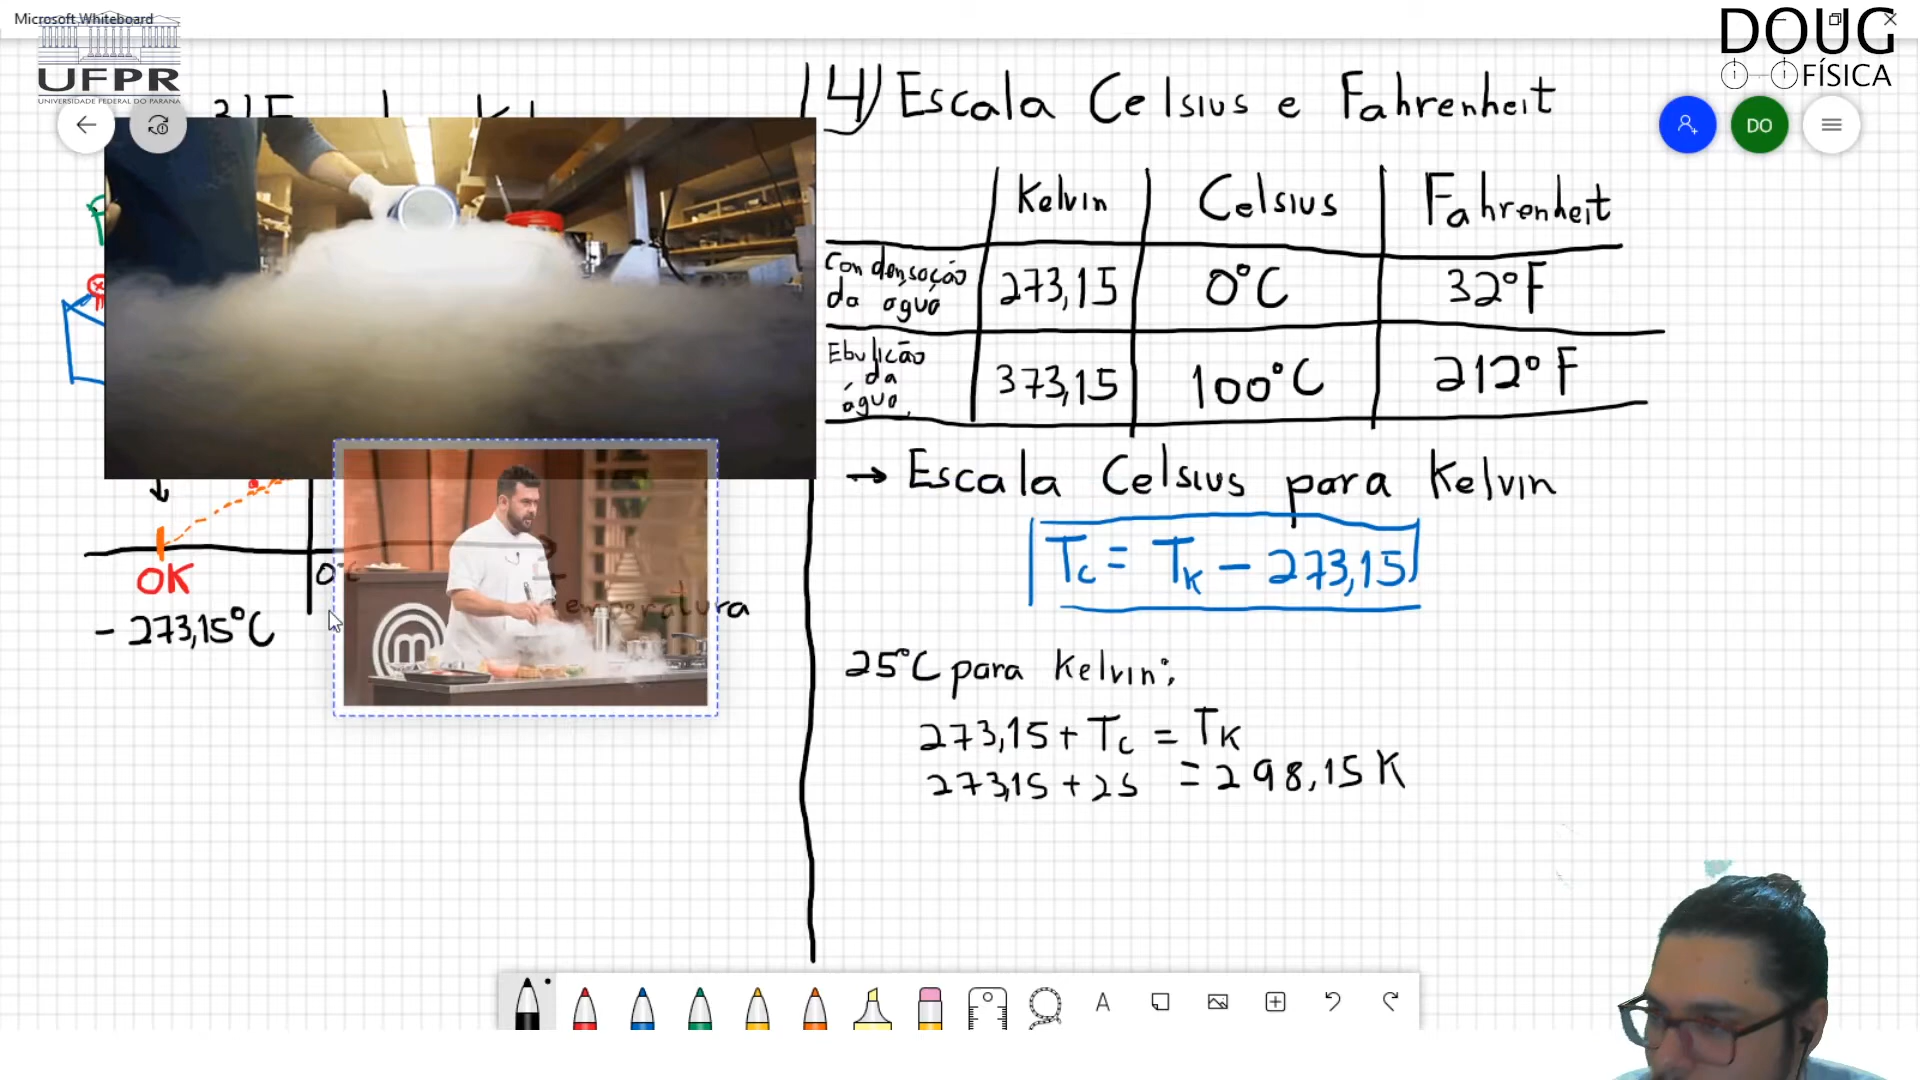 Microsoft Whiteboard
UFPR
UNIVERSIDADE FEDERAL DO PARANÁ
DOUG
FÍSICA
DO
0K
- 273,15°C
emperatura
4) Escala Celsius e Fahrenheit
Kelvin Celsius Fahrenheit
Condensação
da água
273,15 0°C 32°F
Ebulição
da
água
373,15 100°C 212°F
→ Escala Celsius para Kelvin
Tc = TK - 273,15
25°C para Kelvin:
273,15 + Tc = TK
273,15 + 25 = 298,15 K
A